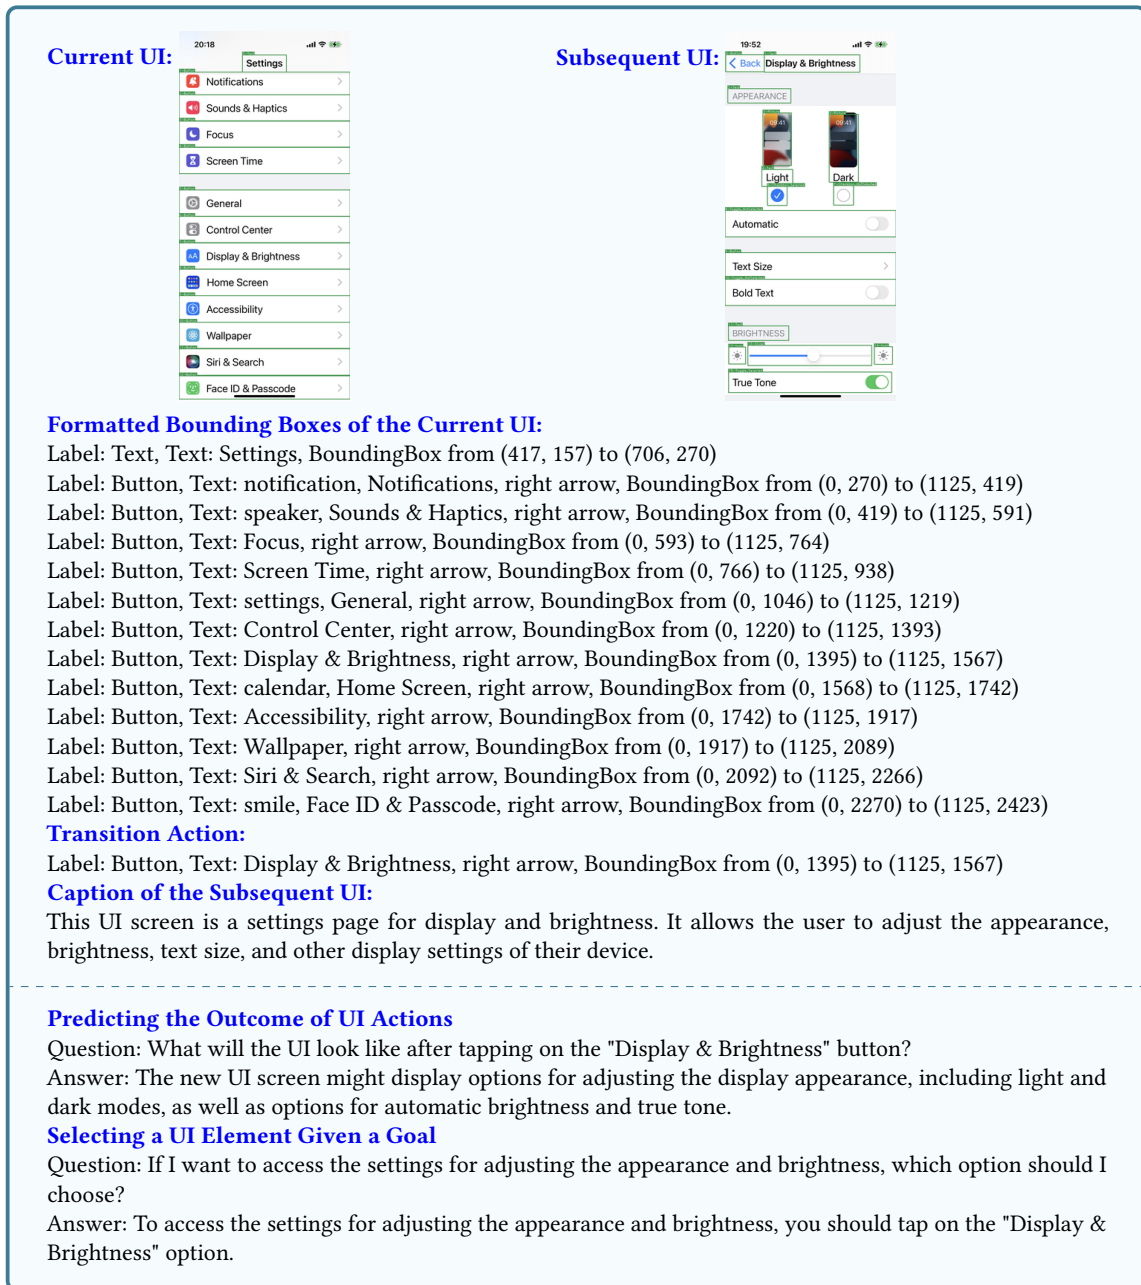 Current UI:
20:18
Settings
Notifications
Sounds & Haptics
Focus
Screen Time
General
Control Center
Display & Brightness
Home Screen
Accessibility
Wallpaper
Siri & Search
Face ID & Passcode
Subsequent UI:
19:52
Back Display & Brightness
APPEARANCE
09:41 09:41
Light Dark
Automatic
Text Size
Bold Text
BRIGHTNESS
True Tone
Formatted Bounding Boxes of the Current UI:
Label: Text, Text: Settings, BoundingBox from (417, 157) to (706, 270)
Label: Button, Text: notification, Notifications, right arrow, BoundingBox from (0, 270) to (1125, 419)
Label: Button, Text: speaker, Sounds & Haptics, right arrow, BoundingBox from (0, 419) to (1125, 591)
Label: Button, Text: Focus, right arrow, BoundingBox from (0, 593) to (1125, 764)
Label: Button, Text: Screen Time, right arrow, BoundingBox from (0, 766) to (1125, 938)
Label: Button, Text: settings, General, right arrow, BoundingBox from (0, 1046) to (1125, 1219)
Label: Button, Text: Control Center, right arrow, BoundingBox from (0, 1220) to (1125, 1393)
Label: Button, Text: Display & Brightness, right arrow, BoundingBox from (0, 1395) to (1125, 1567)
Label: Button, Text: calendar, Home Screen, right arrow, BoundingBox from (0, 1568) to (1125, 1742)
Label: Button, Text: Accessibility, right arrow, BoundingBox from (0, 1742) to (1125, 1917)
Label: Button, Text: Wallpaper, right arrow, BoundingBox from (0, 1917) to (1125, 2089)
Label: Button, Text: Siri & Search, right arrow, BoundingBox from (0, 2092) to (1125, 2266)
Label: Button, Text: smile, Face ID & Passcode, right arrow, BoundingBox from (0, 2270) to (1125, 2423)
Transition Action:
Label: Button, Text: Display & Brightness, right arrow, BoundingBox from (0, 1395) to (1125, 1567)
Caption of the Subsequent UI:
This UI screen is a settings page for display and brightness. It allows the user to adjust the appearance,
brightness, text size, and other display settings of their device.
Predicting the Outcome of UI Actions
Question: What will the UI look like after tapping on the "Display & Brightness" button?
Answer: The new UI screen might display options for adjusting the display appearance, including light and
dark modes, as well as options for automatic brightness and true tone.
Selecting a UI Element Given a Goal
Question: If I want to access the settings for adjusting the appearance and brightness, which option should I
choose?
Answer: To access the settings for adjusting the appearance and brightness, you should tap on the "Display &
Brightness" option.